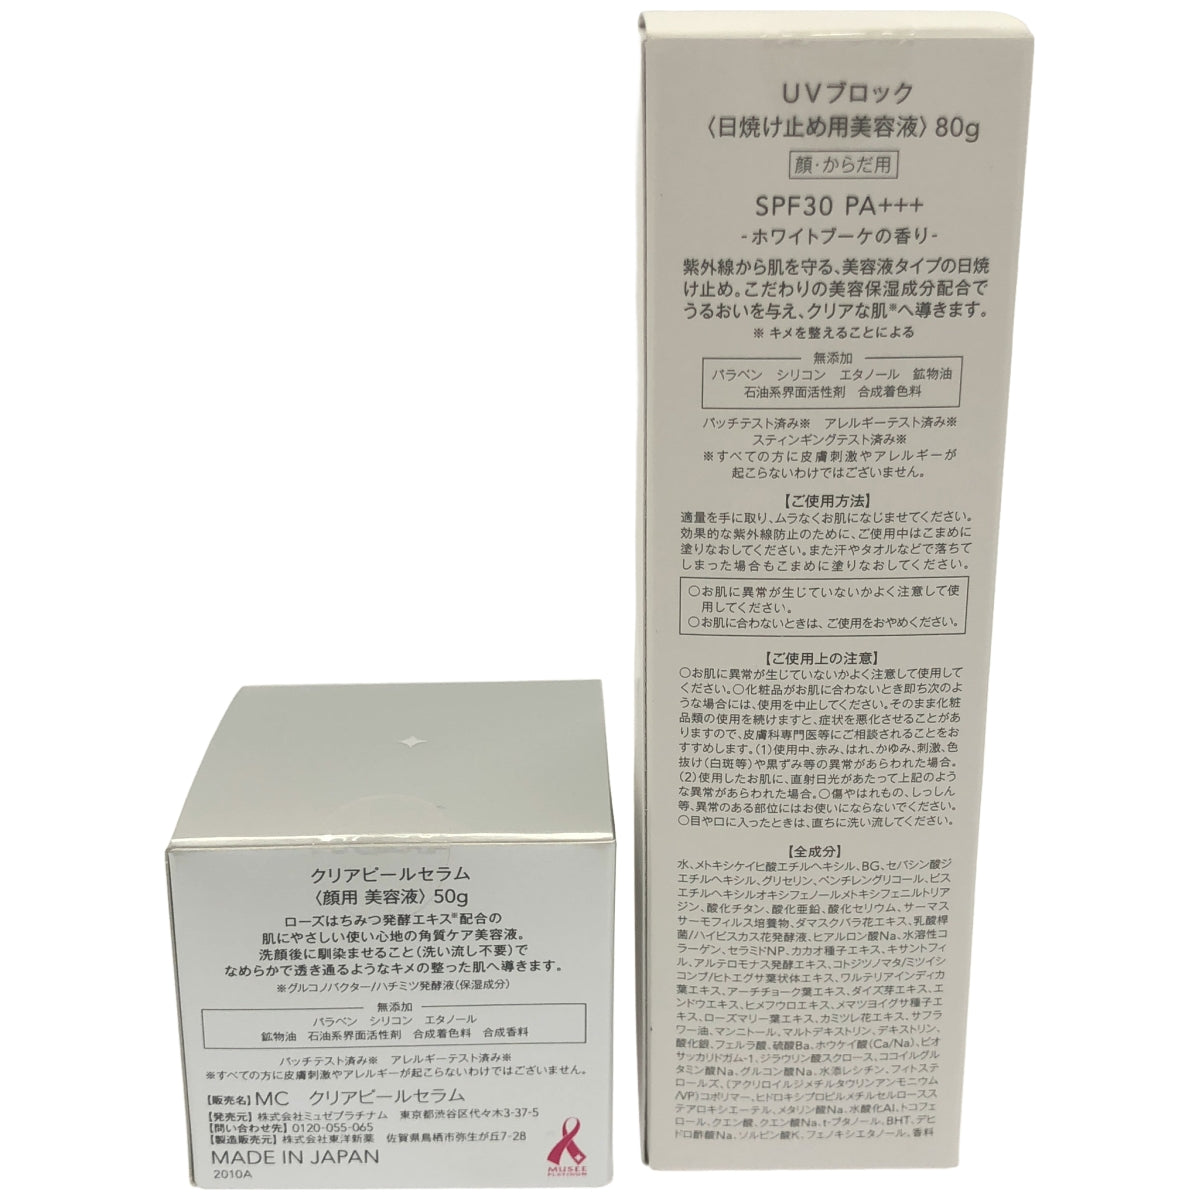 UVブロック
〈日焼け止め用美容液〉80g
顔・からだ用
SPF30 PA+++
-ホワイトブーケの香り-
紫外線から肌を守る、美容液タイプの日焼
け止め。こだわりの美容保湿成分配合で
うるおいを与え、クリアな肌※へ導きます。
※ キメを整えることによる
無添加
パラベン シリコン エタノール 鉱物油
石油系界面活性剤 合成着色料
パッチテスト済み※ アレルギーテスト済み※
スティンギングテスト済み※
※すべての方に皮膚刺激やアレルギーが
起こらないわけではございません。
【ご使用方法】
適量を手に取り、ムラなくお肌になじませてください。
効果的な紫外線防止のために、ご使用中はこまめに
塗りなおしてください。また汗やタオルなどで落ちて
しまった場合もこまめに塗りなおしてください。
○お肌に異常が生じていないかよく注意して使
用してください。
○お肌に合わないときは、ご使用をおやめください。
【ご使用上の注意】
○お肌に異常が生じていないかよく注意して使用して
ください。○化粧品がお肌に合わないとき即ち次のよ
うな場合には、使用を中止してください。そのまま化粧
品類の使用を続けますと、症状を悪化させることがあ
りますので、皮膚科専門医等にご相談されることをお
すすめします。(1)使用中、赤み、はれ、かゆみ、刺激、色
抜け(白斑等)や黒ずみ等の異常があらわれた場合。
(2)使用したお肌に、直射日光があたって上記のよう
な異常があらわれた場合。○傷やはれもの、しっしん
等、異常のある部位にはお使いにならないでください。
○目や口に入ったときは、直ちに洗い流してください。
【全成分】
水、メトキシケイヒ酸エチルヘキシル、BG、セバシン酸ジ
エチルヘキシル、グリセリン、ペンチレングリコール、ビス
エチルヘキシルオキシフェノールメトキシフェニルトリア
ジン、酸化チタン、酸化亜鉛、酸化セリウム、サーマス
サーモフィルス培養物、ダマスクバラ花エキス、乳酸桿
菌/ハイビスカス花発酵液、ヒアルロン酸Na、水溶性コ
ラーゲン、セラミドNP、カカオ種子エキス、キサントフィ
ル、アルテロモナス発酵エキス、コトジツノマタ/ミツイシ
コンブ/ヒトエグサ葉状体エキス、ワルテリアインディカ
葉エキス、アーチチョーク葉エキス、ダイズ芽エキス、エ
ンドウエキス、ヒメフウロエキス、メマツヨイグサ種子エ
キス、ローズマリー葉エキス、カミツレ花エキス、サフラ
ワー油、マンニトール、マルトデキストリン、デキストリン、
酸化銀、フェルラ酸、硫酸Ba、ホウケイ酸(Ca/Na)、ビオ
サッカリドガム-1、ジラウリン酸スクロース、ココイルグル
タミン酸Na、グルコン酸Na、水添レシチン、フィトステ
ロールズ、(アクリロイルジメチルタウリンアンモニウム
/VP)コポリマー、ヒドロキシプロピルメチルセルロースス
テアロキシエーテル、メタリン酸Na、水酸化Al、トコフェ
ロール、クエン酸、クエン酸Na、t-ブタノール、BHT、デヒ
ドロ酢酸Na、ソルビン酸K、フェノキシエタノール、香料
クリアピールセラム
〈顔用 美容液〉50g
ローズはちみつ発酵エキス※配合の
肌にやさしい使い心地の角質ケア美容液。
洗顔後に馴染ませること(洗い流し不要)で
なめらかで透き通るようなキメの整った肌へ導きます。
※グルコノバクター/ハチミツ発酵液(保湿成分)
無添加
パラベン シリコン エタノール
鉱物油 石油系界面活性剤 合成着色料 合成香料
パッチテスト済み※ アレルギーテスト済み※
※すべての方に皮膚刺激やアレルギーが起こらないわけではございません。
【販売名】MC クリアピールセラム
【発売元】株式会社ミュゼプラチナム 東京都渋谷区代々木3-37-5
【問い合わせ先】0120-055-065
【製造販売元】株式会社東洋新薬 佐賀県鳥栖市弥生が丘7-28
MADE IN JAPAN
2010A
MUSEE
PLATINUM